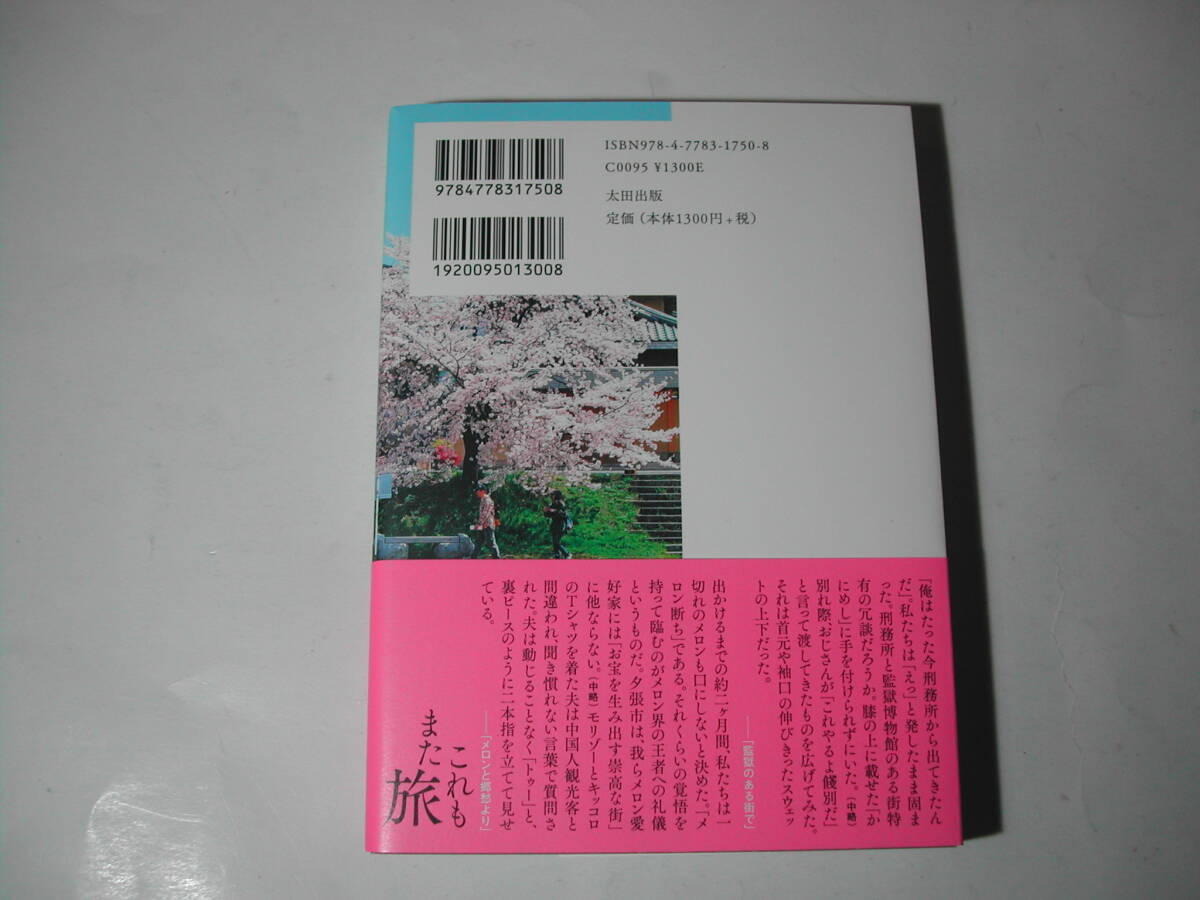 ISBN978-4-7783-1750-8
C0095 ¥1300E
太田出版
定価（本体1300円＋税）
9784778317508
1920095013008
「俺はたった今刑務所から出てきたん
だ」。私たちは「えっ」と発したまま固ま
った。刑務所と監獄博物館のある街特
有の冗談だろうか。膝の上に載せた「か
にめし」に手を付けられずにいた。（中略）
別れ際、おじさんが「これやるよ餞別だ」
と言って渡してきたものを広げてみた。
それは首元や袖口の伸びきったスウェッ
トの上下だった。
――「監獄のある街で」
出かけるまでの約二ヶ月間、私たちは一
切れのメロンも口にしないと決めた。「メ
ロン断ち」である。それくらいの覚悟を
持って臨むのがメロン界の王者への礼儀
というものだ。夕張市は、我らメロン愛
好家には「お宝を生み出す崇高な街」
に他ならない。（中略）モリゾーとキッコロ
のTシャツを着た夫は中国人観光客と
間違われ、聞き慣れない言葉で質問さ
れた。夫は動じることなく「トゥー」と、
裏ピースのように二本指を立てて見せ
ている。
――「メロンと郷愁より」
これも
また旅